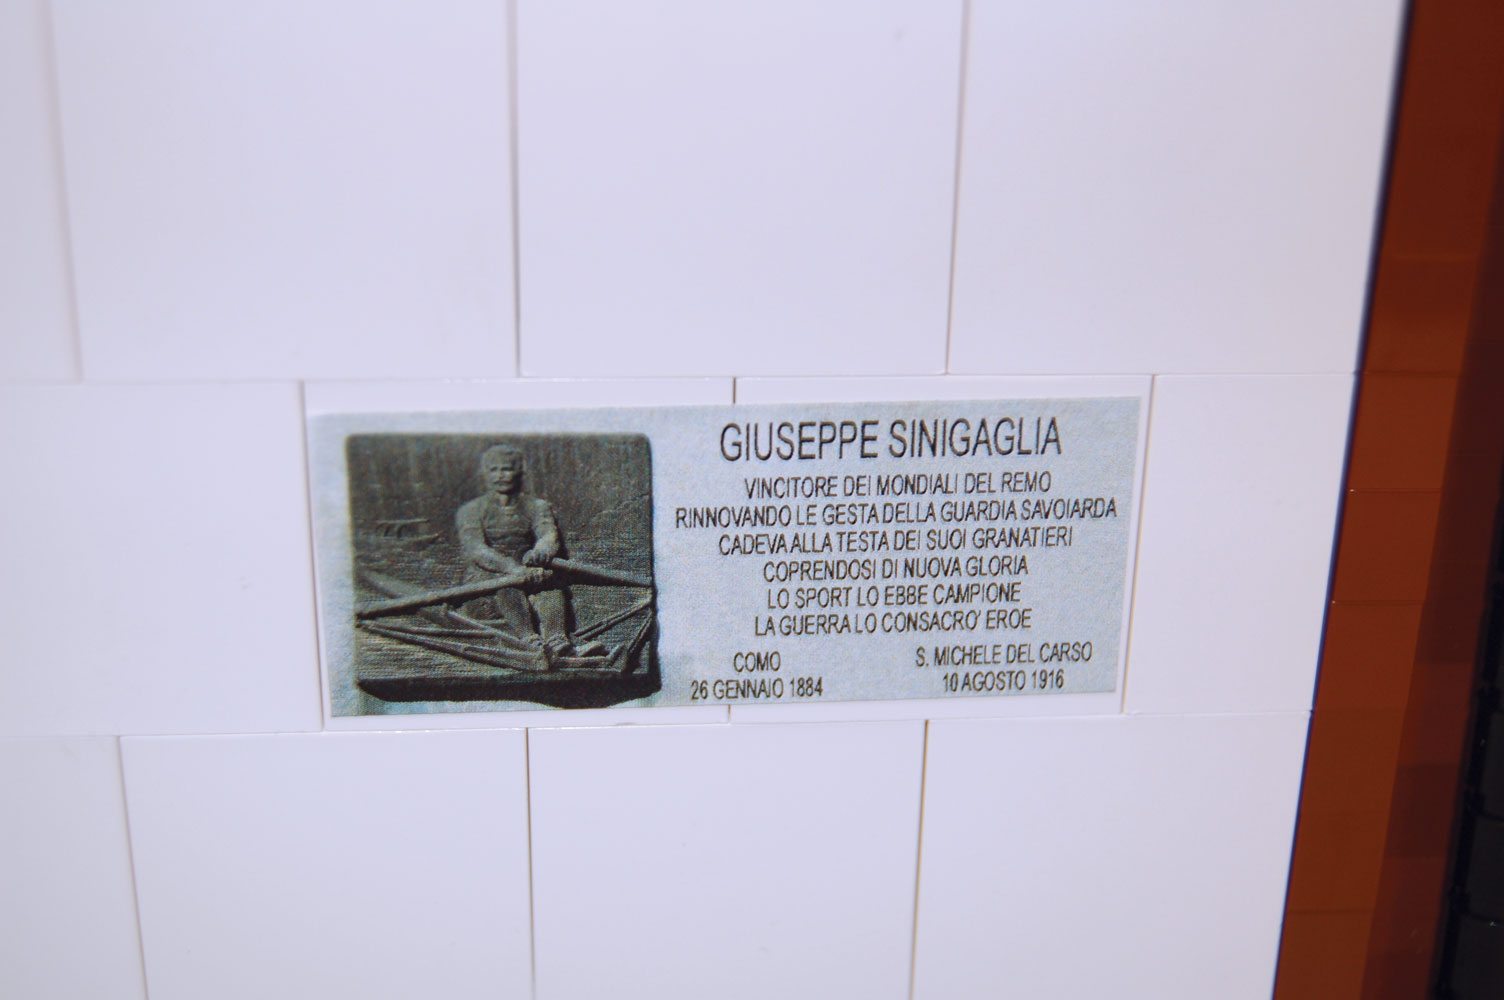 GIUSEPPE SINIGAGLIA
VINCITORE DEI MONDIALI DEL REMO
RINNOVANDO LE GESTA DELLA GUARDIA SAVOIARDA
CADEVA ALLA TESTA DEI SUOI GRANATIERI
COPRENDOSI DI NUOVA GLORIA
LO SPORT LO EBBE CAMPIONE
LA GUERRA LO CONSACRO' EROE
COMO
26 GENNAIO 1884
S. MICHELE DEL CARSO
10 AGOSTO 1916